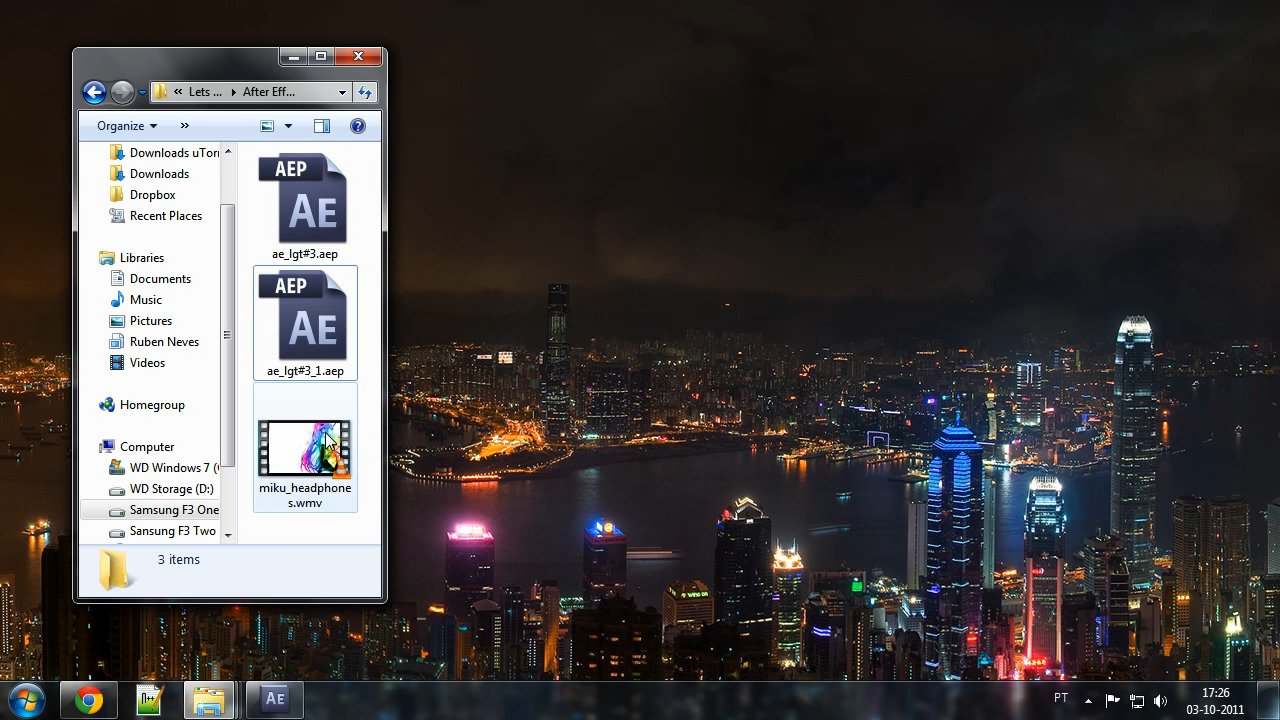 « Lets ... ▸ After Eff...
Organize ▾ »
Downloads uTorr
Downloads
Dropbox
Recent Places
Libraries
Documents
Music
Pictures
Ruben Neves
Videos
Homegroup
Computer
WD Windows 7 (
WD Storage (D:)
Samsung F3 One
Sansung F3 Two
AEP
AE
ae_lgt#3.aep
AEP
AE
ae_lgt#3_1.aep
miku_headphone
s.wmv
3 items
AE
PT
17:26
03-10-2011